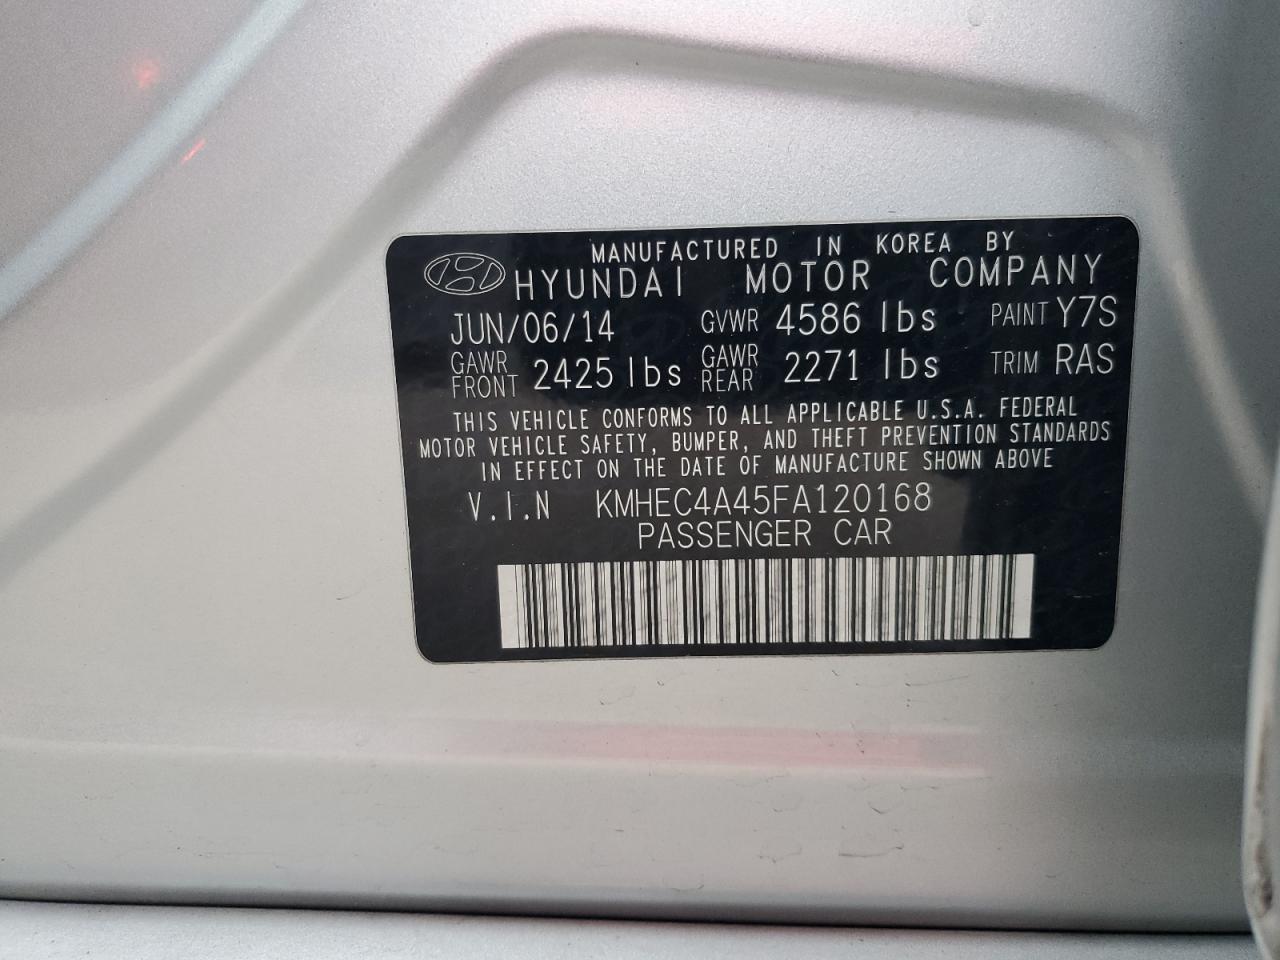 MANUFACTURED IN KOREA BY
HYUNDAI MOTOR COMPANY
JUN/06/14 GVWR 4586 lbs PAINT Y7S
GAWR FRONT 2425 lbs GAWR REAR 2271 lbs TRIM RAS
THIS VEHICLE CONFORMS TO ALL APPLICABLE U.S.A. FEDERAL
MOTOR VEHICLE SAFETY, BUMPER, AND THEFT PREVENTION STANDARDS
IN EFFECT ON THE DATE OF MANUFACTURE SHOWN ABOVE
V.I.N KMHEC4A45FA120168
PASSENGER CAR